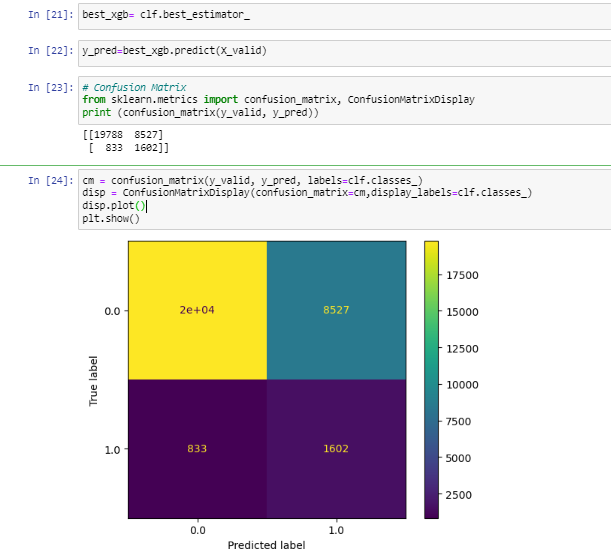 In [21]: best_xgb= clf.best_estimator_
In [22]: y_pred=best_xgb.predict(X_valid)
In [23]: # Confusion Matrix
from sklearn.metrics import confusion_matrix, ConfusionMatrixDisplay
print (confusion_matrix(y_valid, y_pred))
[[19788  8527]
 [  833  1602]]
In [24]: cm = confusion_matrix(y_valid, y_pred, labels=clf.classes_)
disp = ConfusionMatrixDisplay(confusion_matrix=cm,display_labels=clf.classes_)
disp.plot()
plt.show()
0.0
2e+04
8527
1.0
833
1602
True label
0.0
1.0
Predicted label
17500
15000
12500
10000
7500
5000
2500